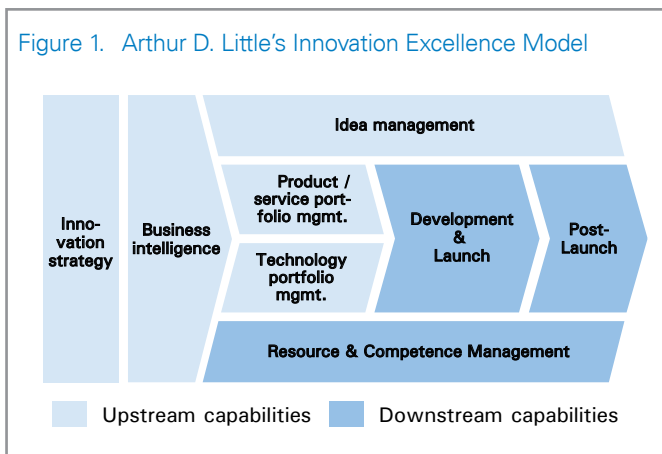 Figure 1. Arthur D. Little's Innovation Excellence Model
Idea management
Inno-
vation
strategy
Business
intelligence
Product /
service port-
folio mgmt.
Technology
portfolio
mgmt.
Development
&
Launch
Post-
Launch
Resource & Competence Management
Upstream capabilities
Downstream capabilities